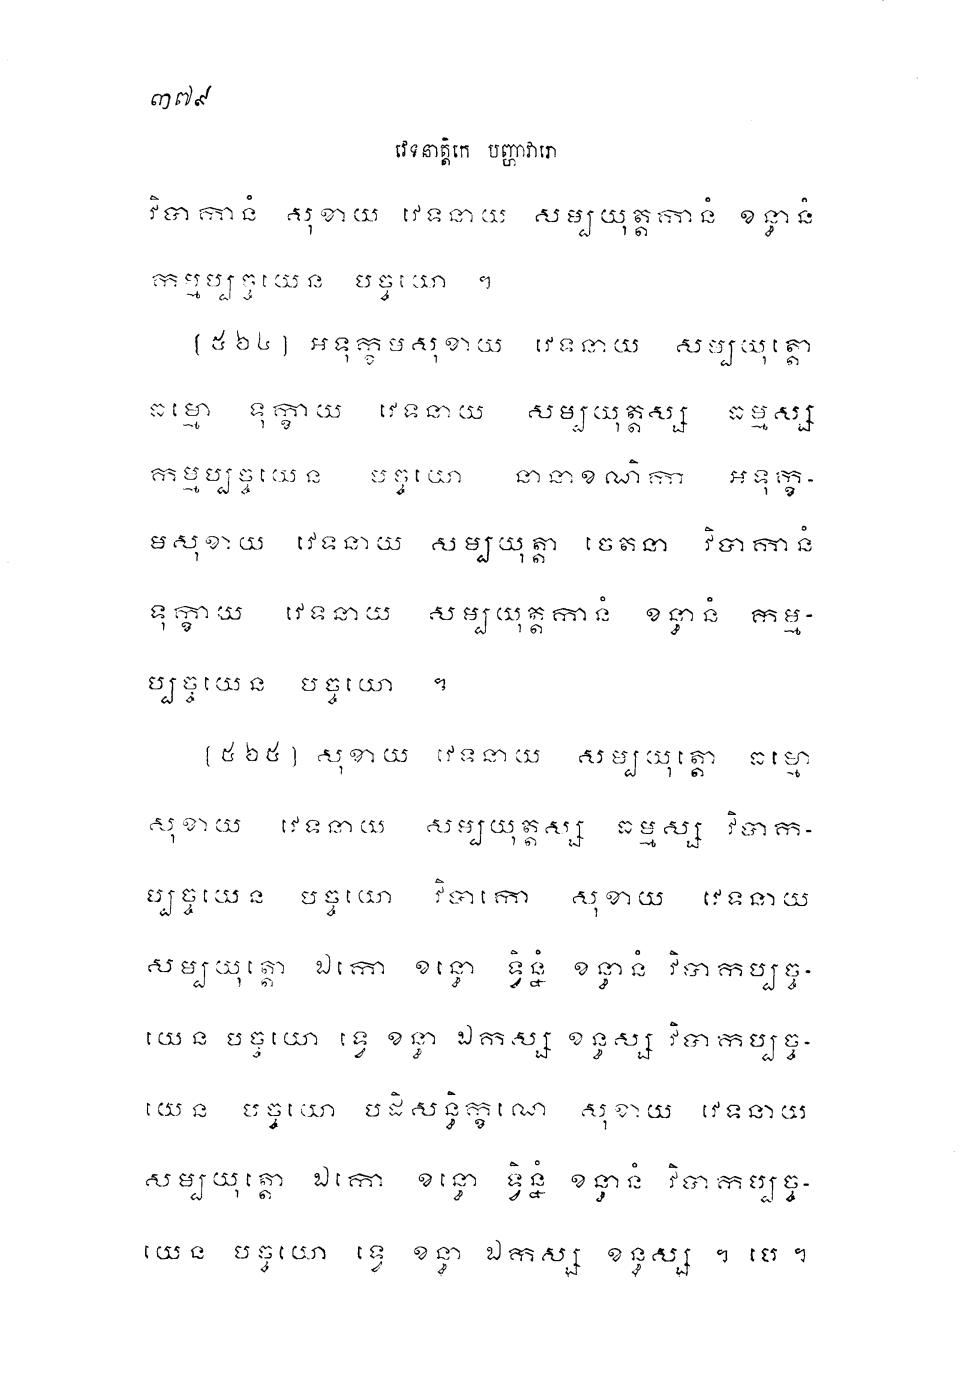 ៣៧៩
វេទនាត្តិកេ បញ្ហាវារោ
វិបាកានំ សុខាយ វេទនាយ សម្បយុត្តកានំ ខន្ធានំ
កម្មប្បច្ចយេន បច្ចយោ ។
(៥៦៤) អទុក្ខមសុខាយ វេទនាយ សម្បយុត្តោ
ធម្មោ ទុក្ខាយ វេទនាយ សម្បយុត្តស្ស ធម្មស្ស
កម្មប្បច្ចយេន បច្ចយោ នានាខណិកា អទុក្ខ-
មសុខាយ វេទនាយ សម្បយុត្តា ចេតនា វិបាកានំ
ទុក្ខាយ វេទនាយ សម្បយុត្តកានំ ខន្ធានំ កម្ម-
ប្បច្ចយេន បច្ចយោ ។
(៥៦៥) សុខាយ វេទនាយ សម្បយុត្តោ ធម្មោ
សុខាយ វេទនាយ សម្បយុត្តស្ស ធម្មស្ស វិបាក-
ប្បច្ចយេន បច្ចយោ វិបាកោ សុខាយ វេទនាយ
សម្បយុត្តោ ឯកោ ខន្ធោ ទ្វិន្នំ ខន្ធានំ វិបាកប្បច្ច-
យេន បច្ចយោ ទ្វេ ខន្ធា ឯកស្ស ខន្ធស្ស វិបាកប្បច្ច-
យេន បច្ចយោ បដិសន្ធិក្ខណេ សុខាយ វេទនាយ
សម្បយុត្តោ ឯកោ ខន្ធោ ទ្វិន្នំ ខន្ធានំ វិបាកប្បច្ច-
យេន បច្ចយោ ទ្វេ ខន្ធា ឯកស្ស ខន្ធស្ស ។ បេ ។